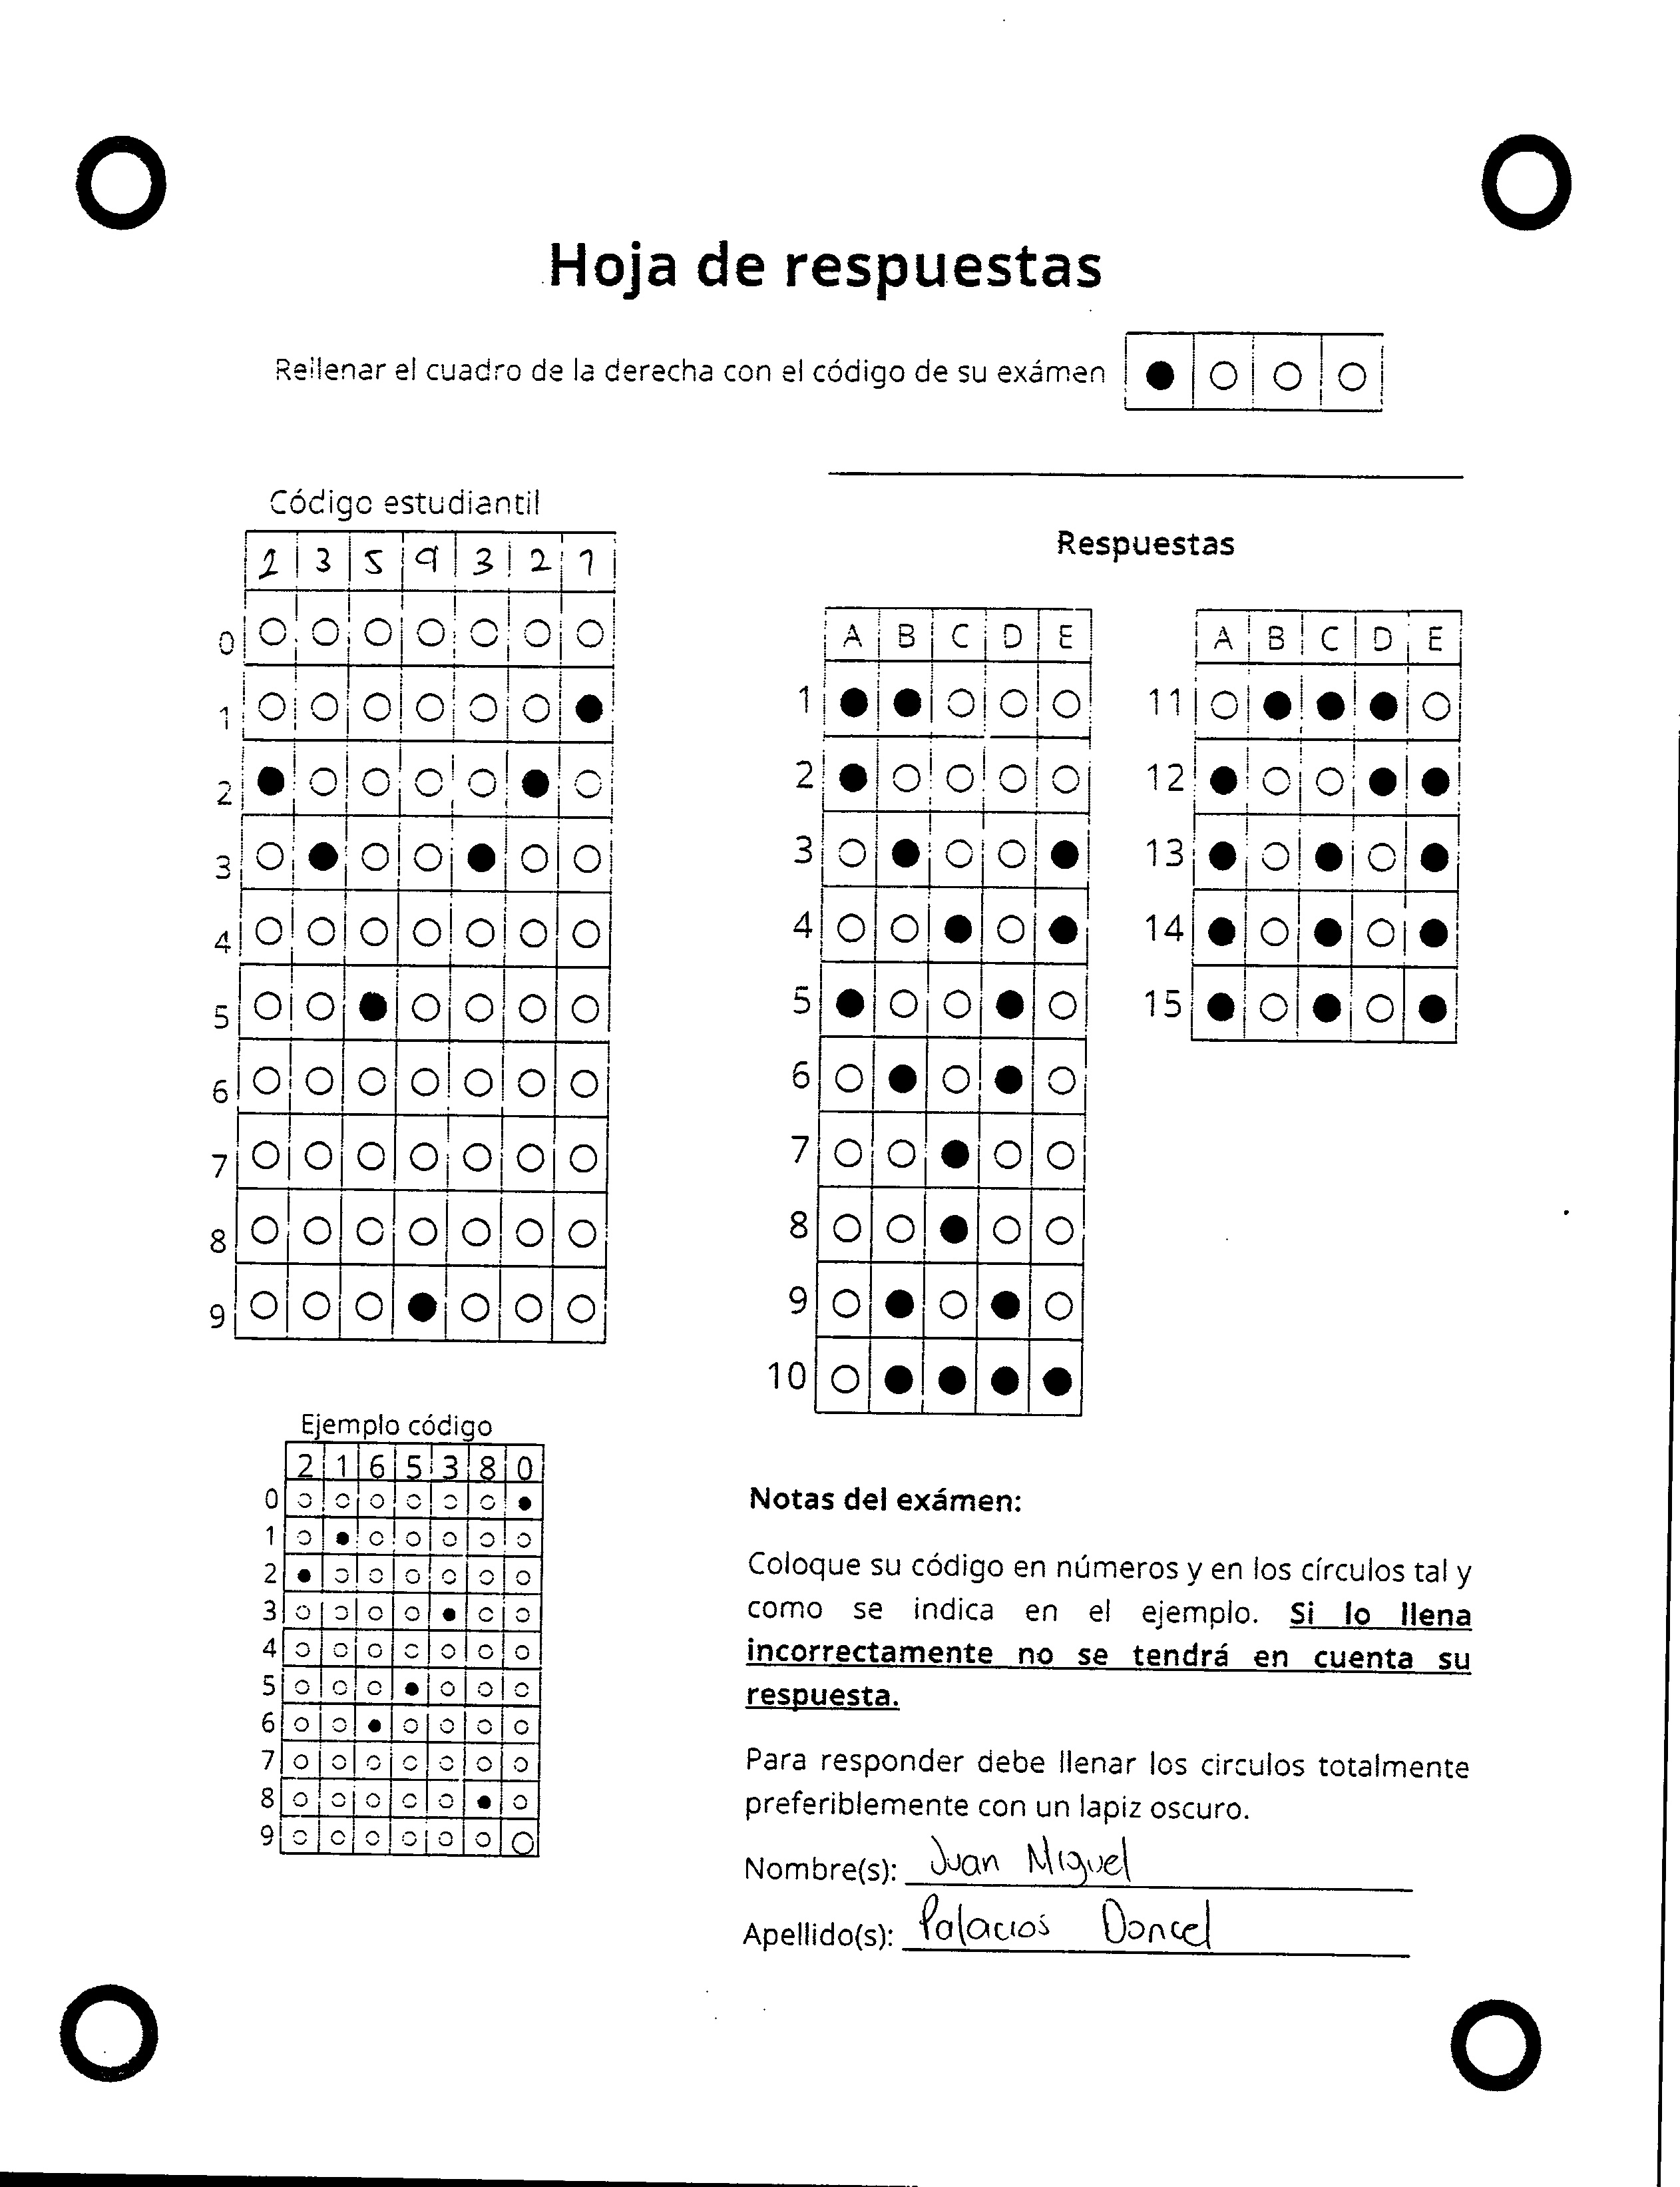 Hoja de respuestas
Rellenar el cuadro de la derecha con el código de su exámen
Código estudiantil
2 3 5 9 3 2 1
0
1
2
3
4
5
6
7
8
9
Respuestas
A B C D E
1
2
3
4
5
6
7
8
9
10
A B C D E
11
12
13
14
15
Ejemplo código
2 1 6 5 3 8 0
0
1
2
3
4
5
6
7
8
9
Notas del exámen:
Coloque su código en números y en los círculos tal y
como se indica en el ejemplo. Si lo llena
incorrectamente no se tendrá en cuenta su
respuesta.
Para responder debe llenar los circulos totalmente
preferiblemente con un lapiz oscuro.
Nombre(s): Juan Miguel
Apellido(s): Palacios Doncel